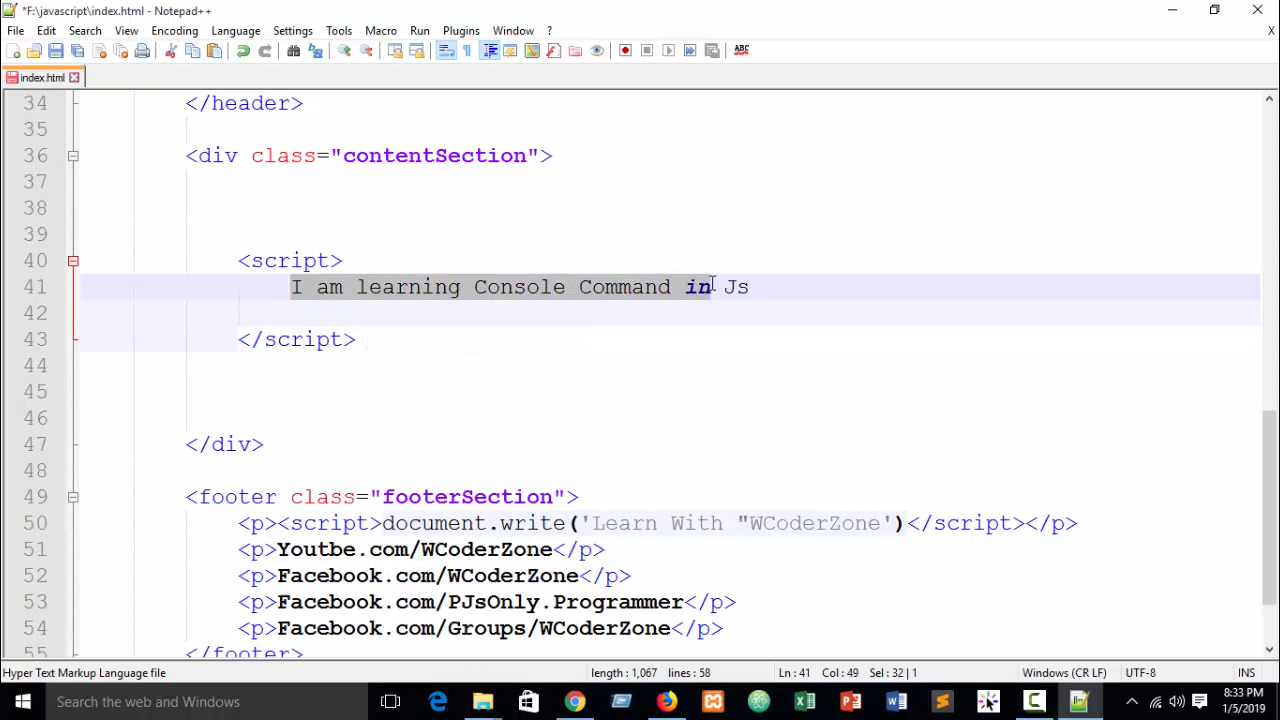 *F:\javascript\index.html - Notepad++
File Edit Search View Encoding Language Settings Tools Macro Run Plugins Window ? X
ABC
index.html
34 </header>
35
36 <div class="contentSection">
37
38
39
40 <script>
41 I am learning Console Command in Js
42
43 </script>
44
45
46
47 </div>
48
49 <footer class="footerSection">
50 <p><script>document.write('Learn With "WCoderZone')</script></p>
51 <p>Youtbe.com/WCoderZone</p>
52 <p>Facebook.com/WCoderZone</p>
53 <p>Facebook.com/PJsOnly.Programmer</p>
54 <p>Facebook.com/Groups/WCoderZone</p>
55 </footer>
Hyper Text Markup Language file length : 1,067 lines : 58 Ln : 41 Col : 49 Sel : 32 | 1 Windows (CR LF) UTF-8 INS
Search the web and Windows
8:33 PM
1/5/2019